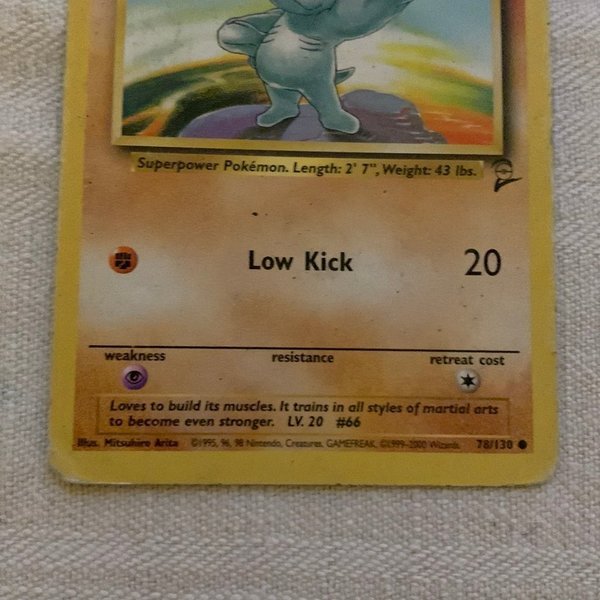 Superpower Pokémon. Length: 2' 7", Weight: 43 lbs.
Low Kick 20
weakness resistance retreat cost
Loves to build its muscles. It trains in all styles of martial arts
to become even stronger. LV. 20 #66
Illus. Mitsuhiro Arita ©1995, 96, 98 Nintendo, Creatures, GAMEFREAK. ©1999-2000 Wizards. 78/130